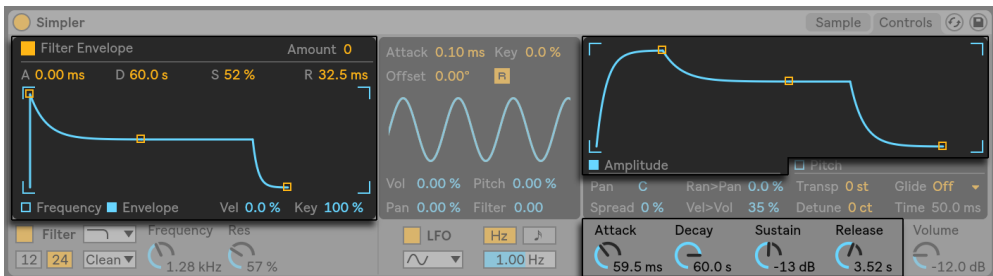 Simpler Sample Controls
Filter Envelope Amount 0
A 0.00 ms D 60.0 s S 52 % R 32.5 ms
Frequency Envelope Vel 0.0 % Key 100 %
Filter Frequency Res
12 24 Clean 1.28 kHz 57 %
Attack 0.10 ms Key 0.0 %
Offset 0.00° R
Vol 0.00 % Pitch 0.00 %
Pan 0.00 % Filter 0.00
LFO Hz
1.00 Hz
Amplitude Pitch
Pan C Ran>Pan 0.0 % Transp 0 st Glide Off
Spread 0 % Vel>Vol 35 % Detune 0 ct Time 50.0 ms
Attack Decay Sustain Release Volume
59.5 ms 60.0 s -13 dB 3.52 s -12.0 dB